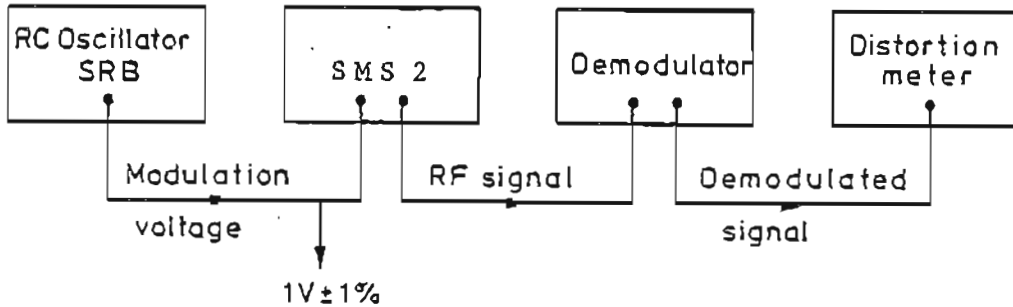 RC Oscillator
SRB
SMS 2
Demodulator
Distortion
meter
Modulation
voltage
RF signal
Demodulated
signal
1V ± 1%